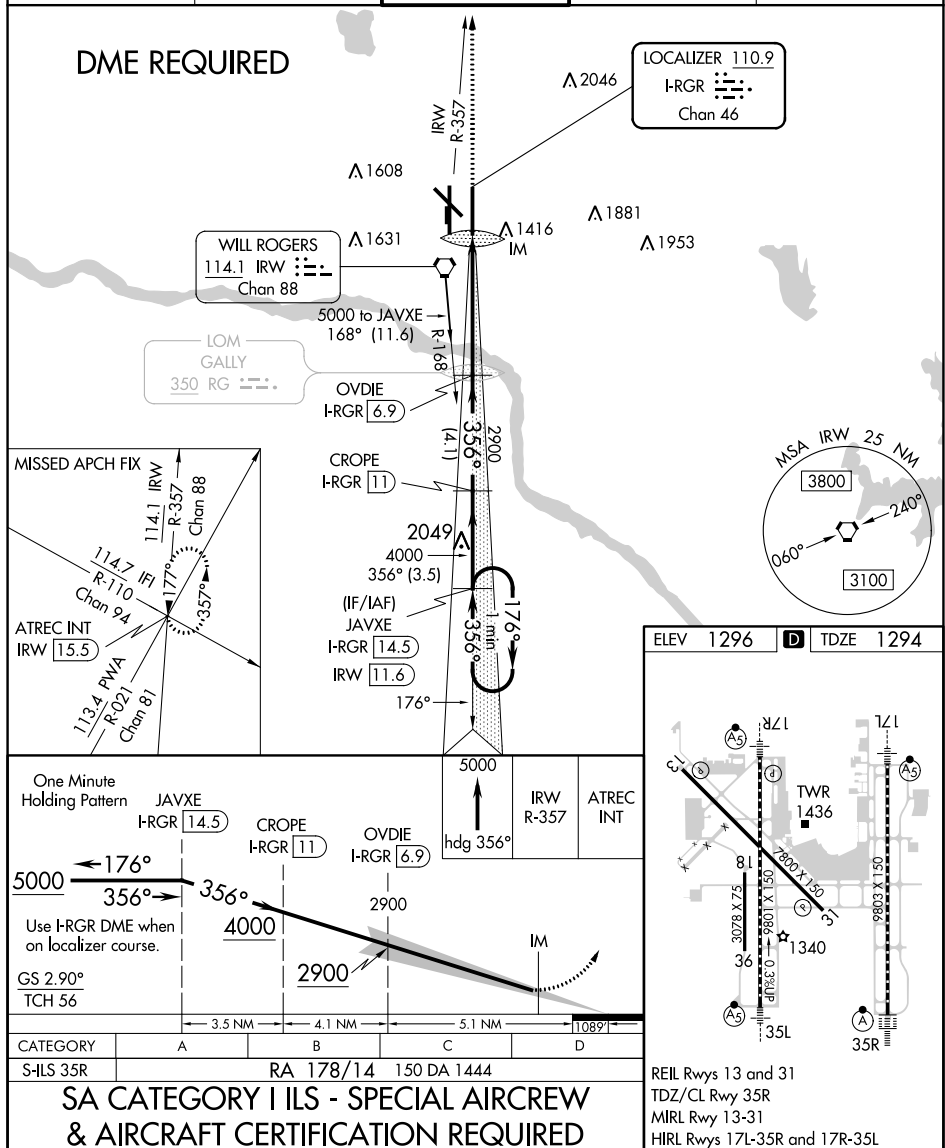 DME REQUIRED
LOCALIZER 110.9
I-RGR
Chan 46
2046
IRW
R-357
1608
1881
1416
IM
1631
1953
WILL ROGERS
114.1 IRW
Chan 88
5000 to JAVXE
168° (11.6)
R-168
LOM
GALLY
350 RG
OVDIE
I-RGR 6.9
356°
(4.1)
2900
CROPE
I-RGR 11
2049
4000
356° (3.5)
(IF/IAF)
JAVXE
I-RGR 14.5
IRW 11.6
356°
1 min
176°
176°
MISSED APCH FIX
114.1 IRW
R-357
Chan 88
177°
357°
114.7 IFI
R-110
Chan 94
ATREC INT
IRW 15.5
113.4 PWA
R-021
Chan 81
MSA IRW 25 NM
3800
240°
060°
3100
ELEV 1296 D TDZE 1294
17R
17L
A5
A5
13
P
P
TWR
1436
7800 X 150
18
3078 X 75
9801 X 150
9803 X 150
P
31
36
0.3%UP
1340
A5
35L
A
35R
REIL Rwys 13 and 31
TDZ/CL Rwy 35R
MIRL Rwy 13-31
HIRL Rwys 17L-35R and 17R-35L
One Minute
Holding Pattern
JAVXE
I-RGR 14.5
CROPE
I-RGR 11
OVDIE
I-RGR 6.9
5000
hdg 356°
IRW
R-357
ATREC
INT
5000
176°
356°
356°
4000
2900
2900
IM
Use I-RGR DME when
on localizer course.
GS 2.90°
TCH 56
3.5 NM
4.1 NM
5.1 NM
1089'
CATEGORY A B C D
S-ILS 35R RA 178/14 150 DA 1444
SA CATEGORY I ILS - SPECIAL AIRCREW
& AIRCRAFT CERTIFICATION REQUIRED